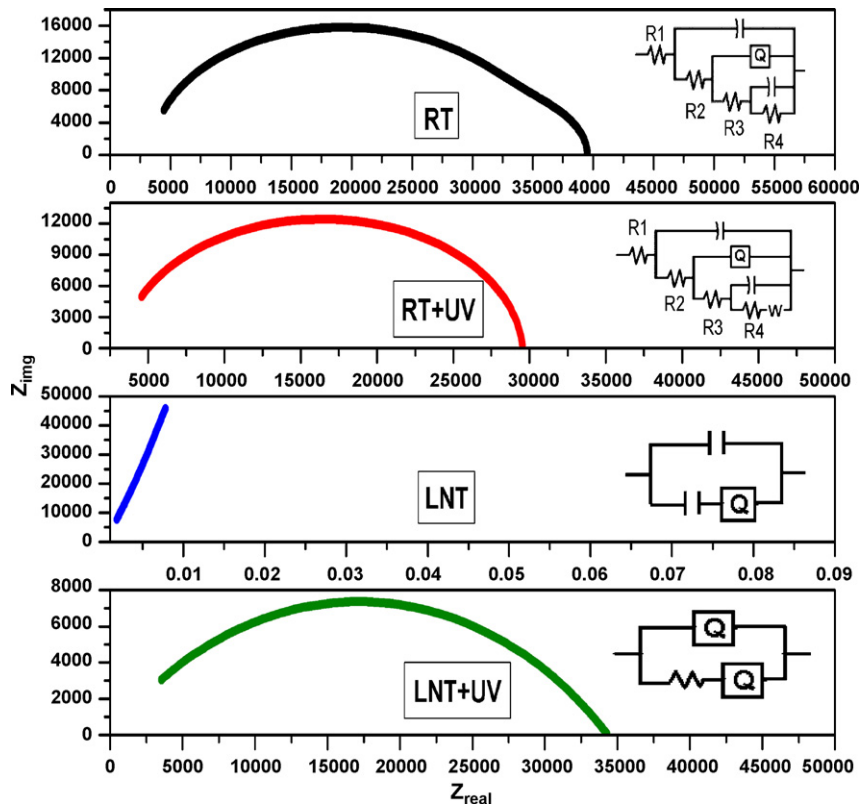 16000
12000
8000
4000
0
RT
R1
Q
R2
R3
R4
0 5000 10000 15000 20000 25000 30000 35000 40000 45000 50000 55000 60000
12000
9000
6000
3000
0
RT+UV
R1
Q
R2
R3
R4
W
5000 10000 15000 20000 25000 30000 35000 40000 45000 50000
Zimg
50000
40000
30000
20000
10000
0
LNT
Q
0.01 0.02 0.03 0.04 0.05 0.06 0.07 0.08 0.09
8000
6000
4000
2000
0
LNT+UV
Q
Q
0 5000 10000 15000 20000 25000 30000 35000 40000 45000 50000
Zreal